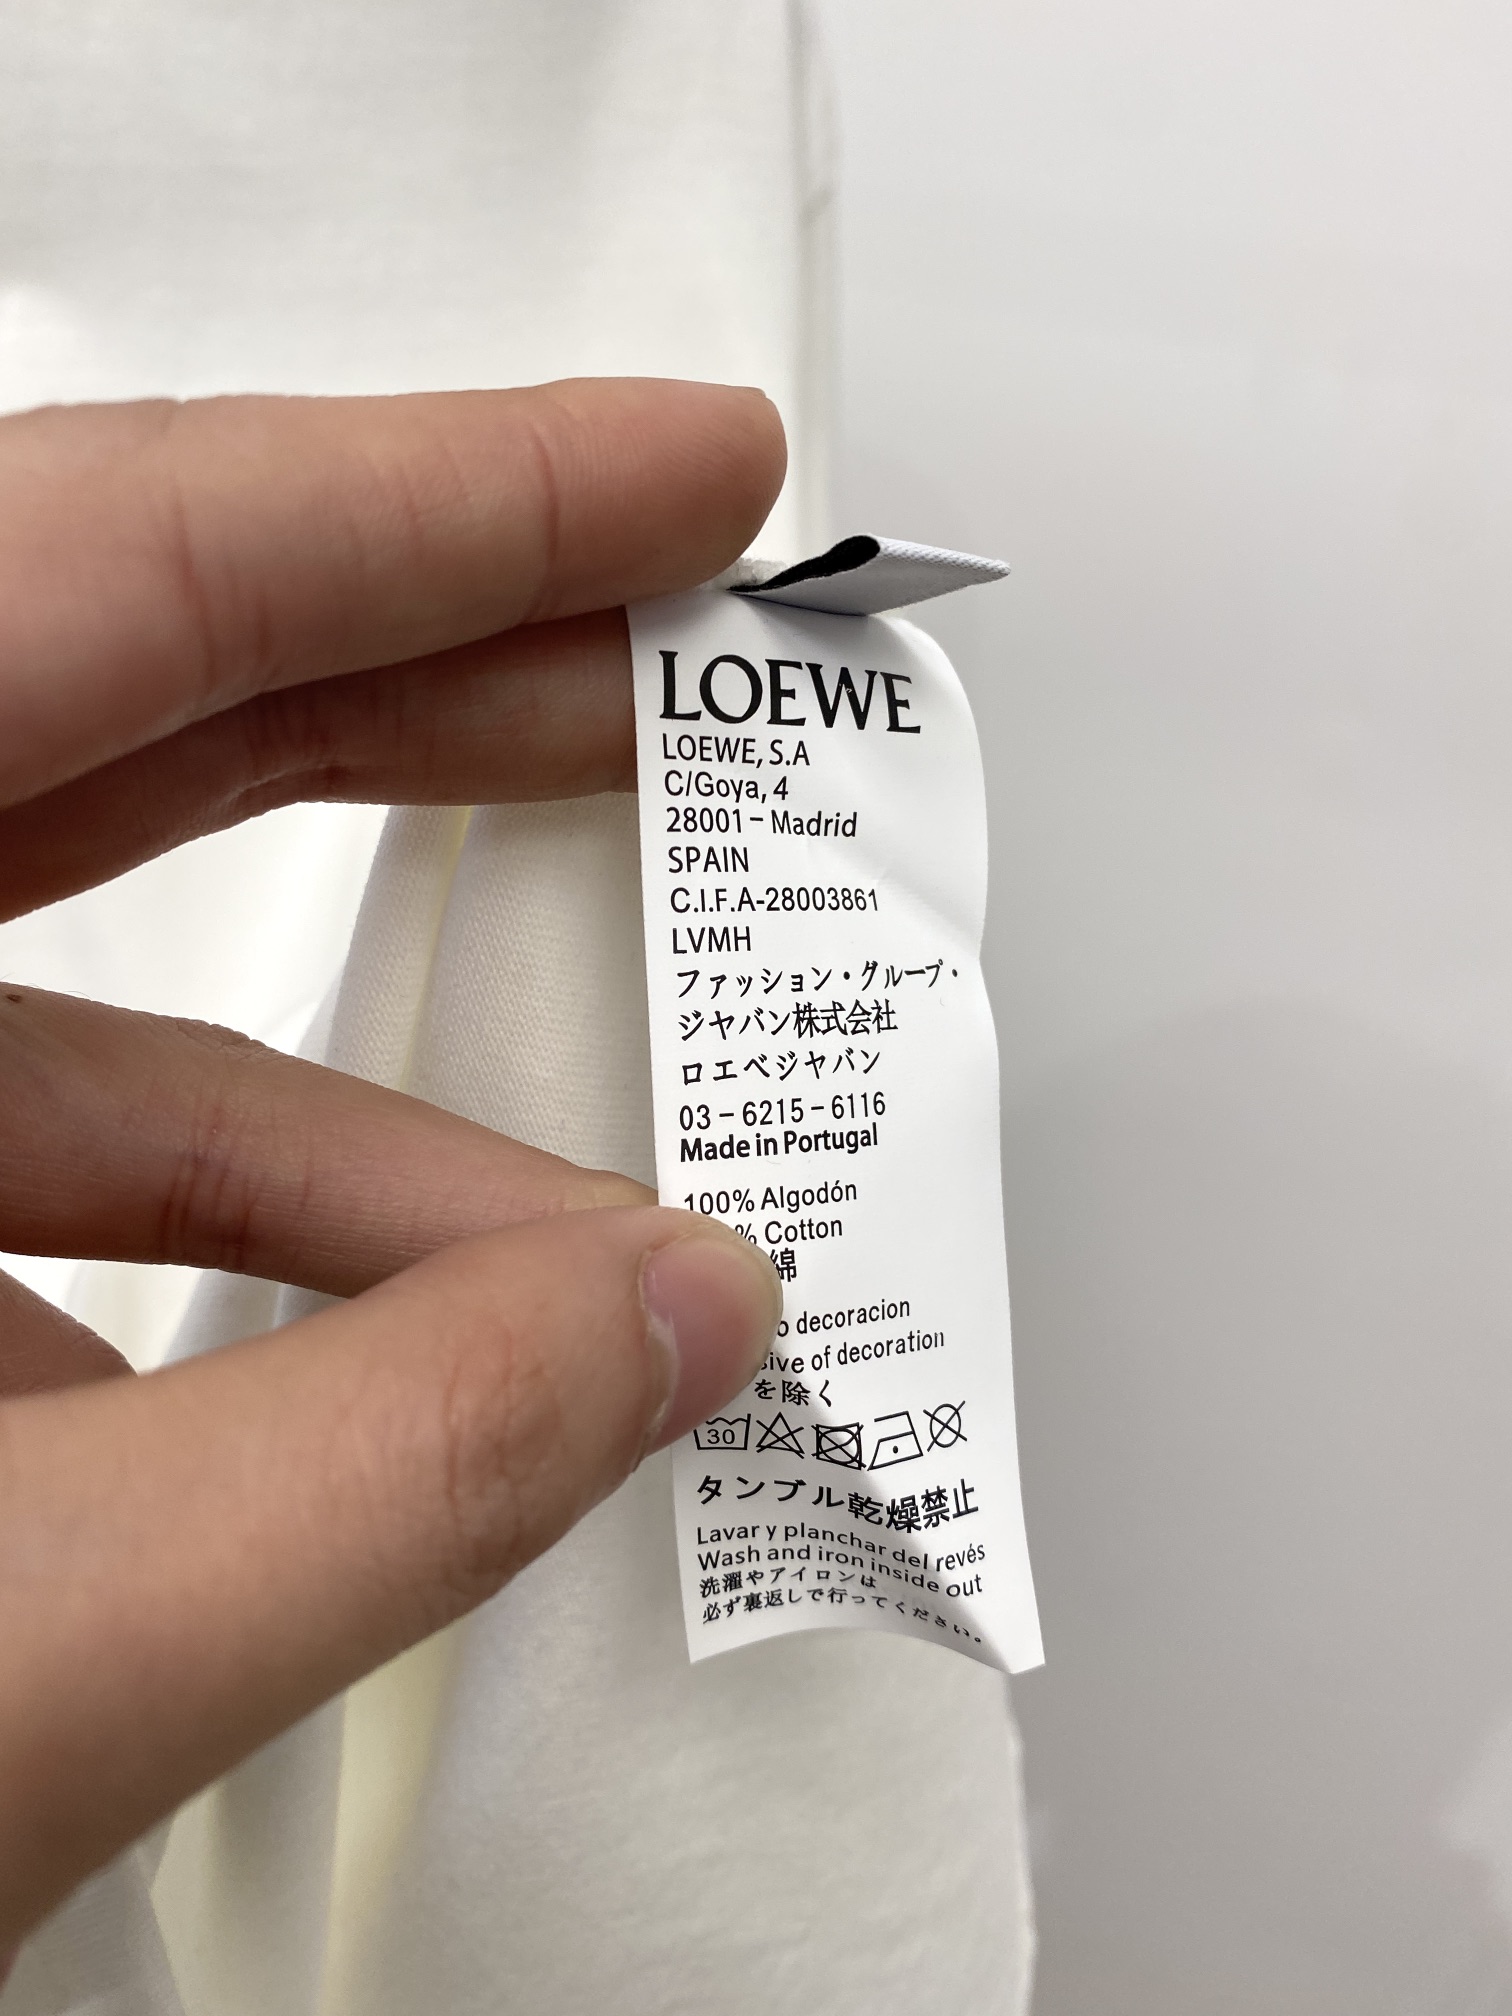 LOEWE
LOEWE, S.A
C/Goya, 4
28001 – Madrid
SPAIN
C.I.F.A-28003861
LVMH
ファッション・グループ・
ジャバン株式会社
ロエベジャバン
03 – 6215 – 6116
Made in Portugal
100% Algodón
% Cotton
綿
decoracion
of decoration
を除く
30
タンブル乾燥禁止
Lavar y planchar del revés
Wash and iron inside out
洗濯やアイロンは
必ず裏返しで行ってください。